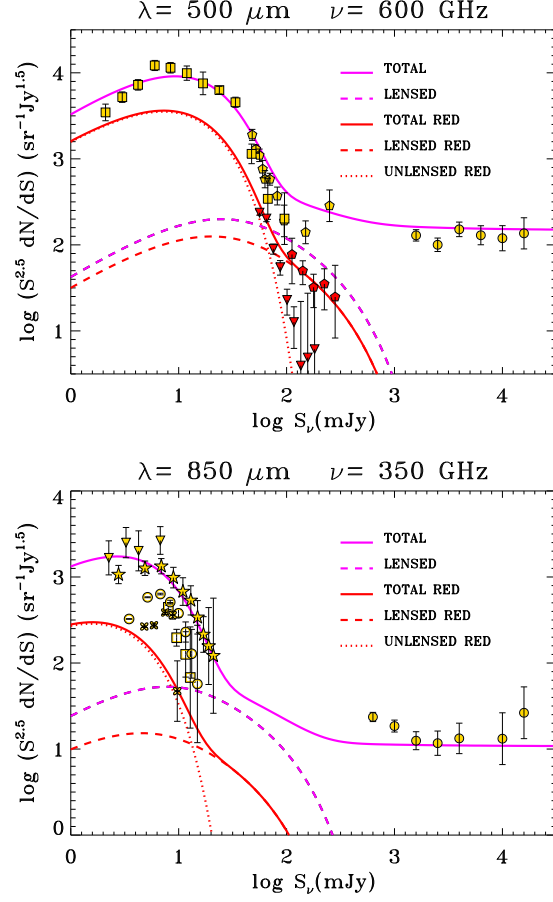 λ= 500 μm ν= 600 GHz
4
3
2
1
log (S^2.5 dN/dS) (sr^−1Jy^1.5)
TOTAL
LENSED
TOTAL RED
LENSED RED
UNLENSED RED
0 1 2 3 4
log S_ν(mJy)
λ= 850 μm ν= 350 GHz
4
3
2
1
0
log (S^2.5 dN/dS) (sr^−1Jy^1.5)
TOTAL
LENSED
TOTAL RED
LENSED RED
UNLENSED RED
0 1 2 3 4
log S_ν(mJy)